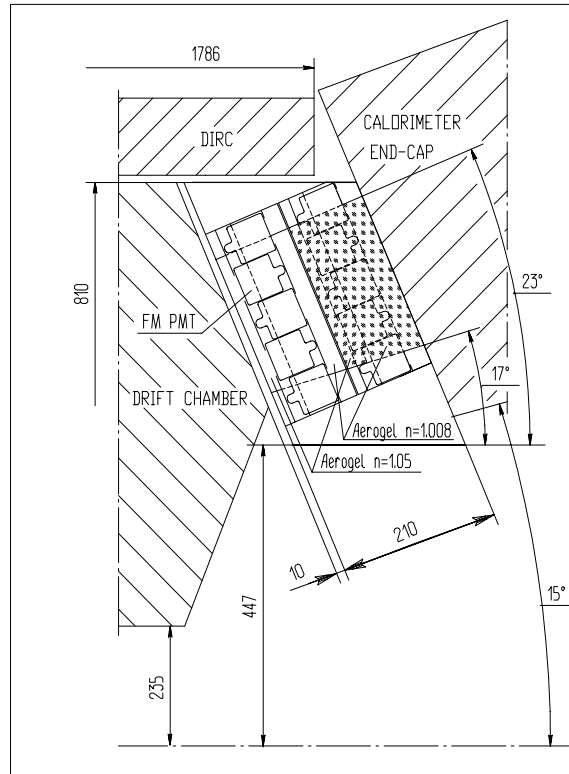 1786
DIRC
CALORIMETER
END-CAP
810
FM PMT
23°
17°
DRIFT CHAMBER
Aerogel n=1.008
Aerogel n=1.05
210
10
447
15°
235